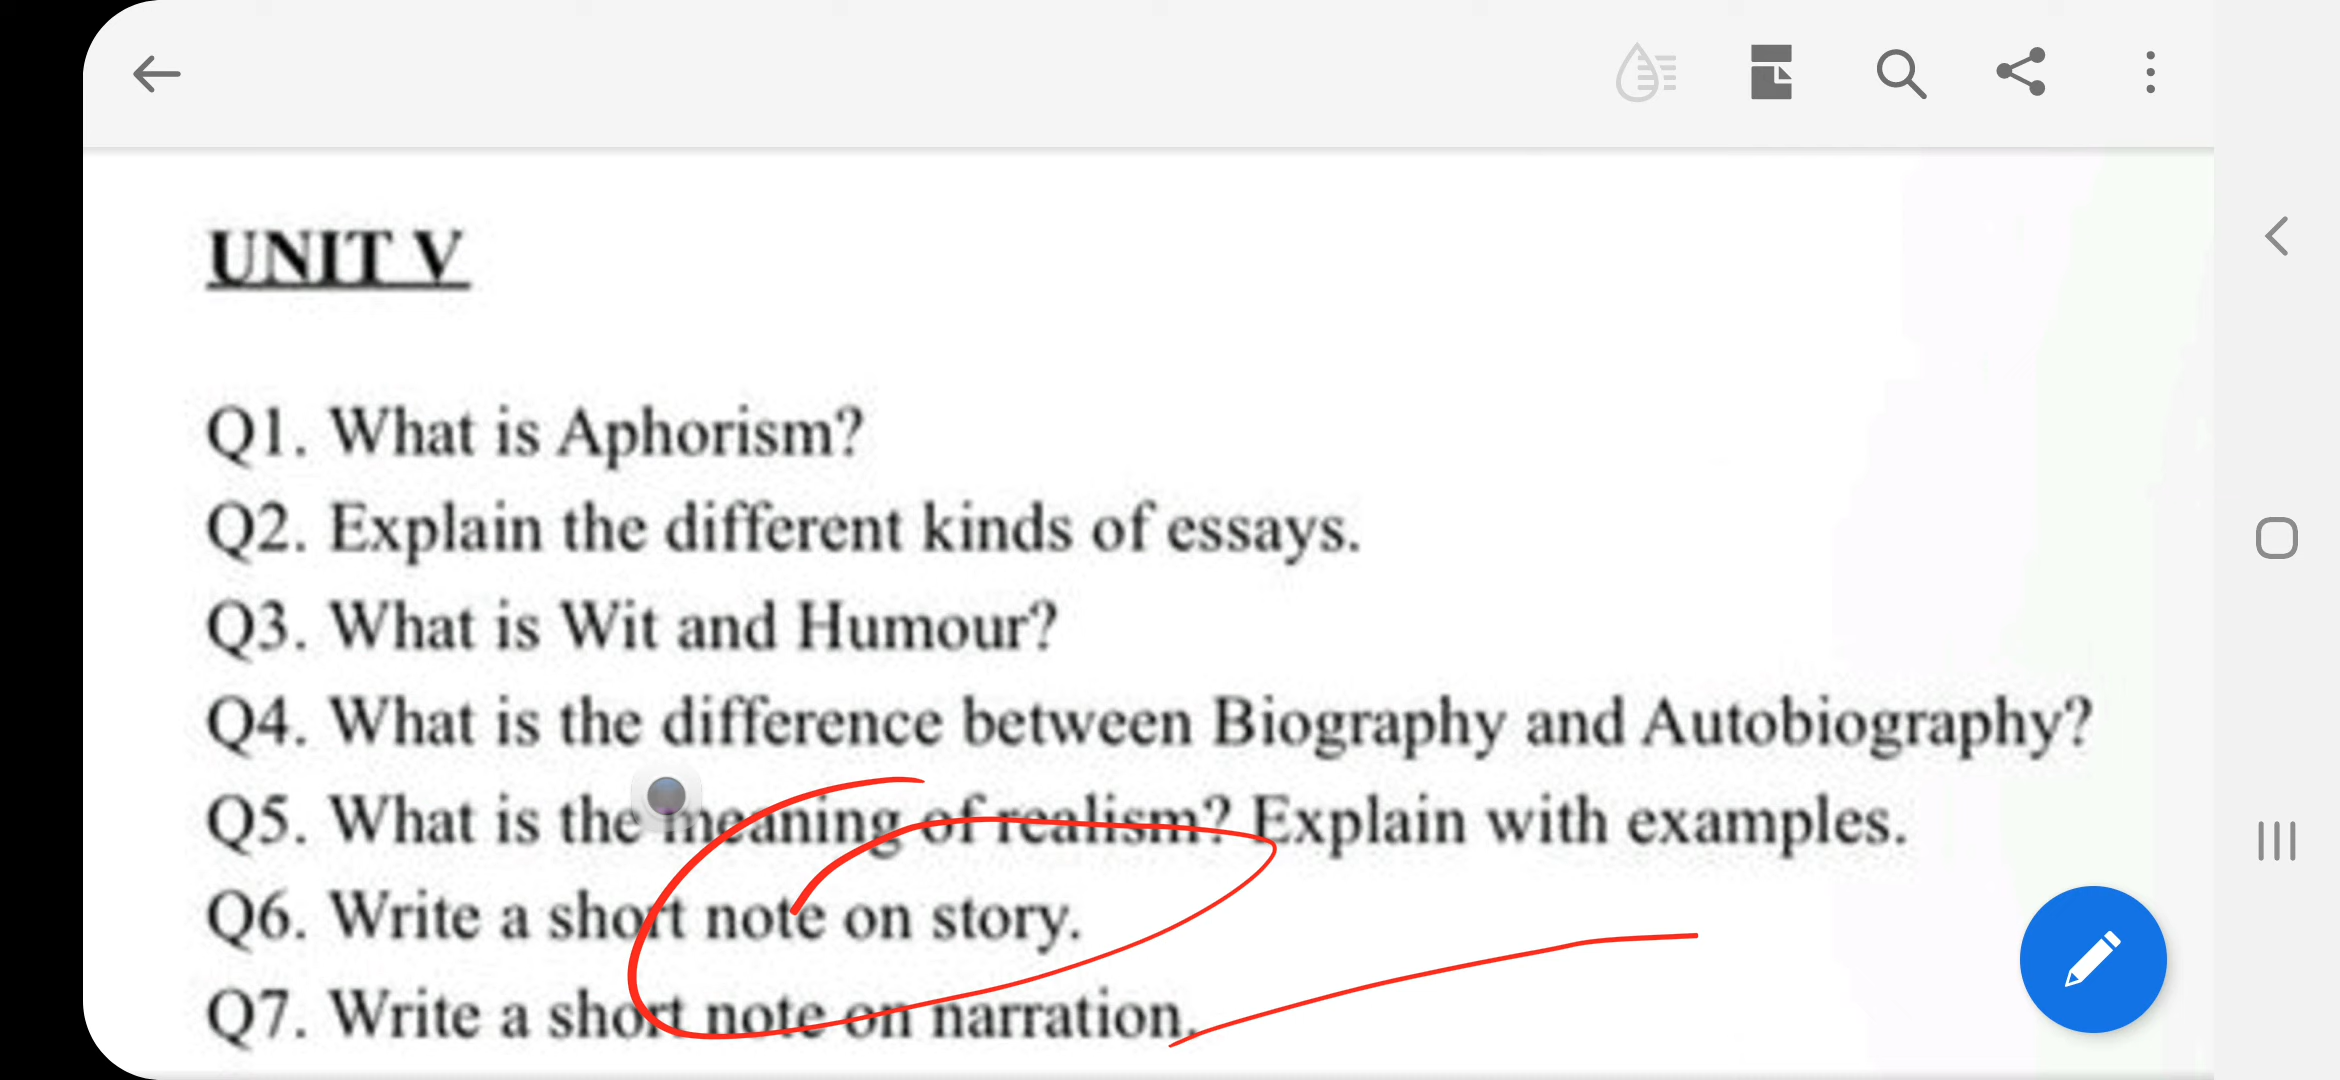 UNIT V
Q1. What is Aphorism?
Q2. Explain the different kinds of essays.
Q3. What is Wit and Humour?
Q4. What is the difference between Biography and Autobiography?
Q5. What is the meaning of realism? Explain with examples.
Q6. Write a short note on story.
Q7. Write a short note on narration.